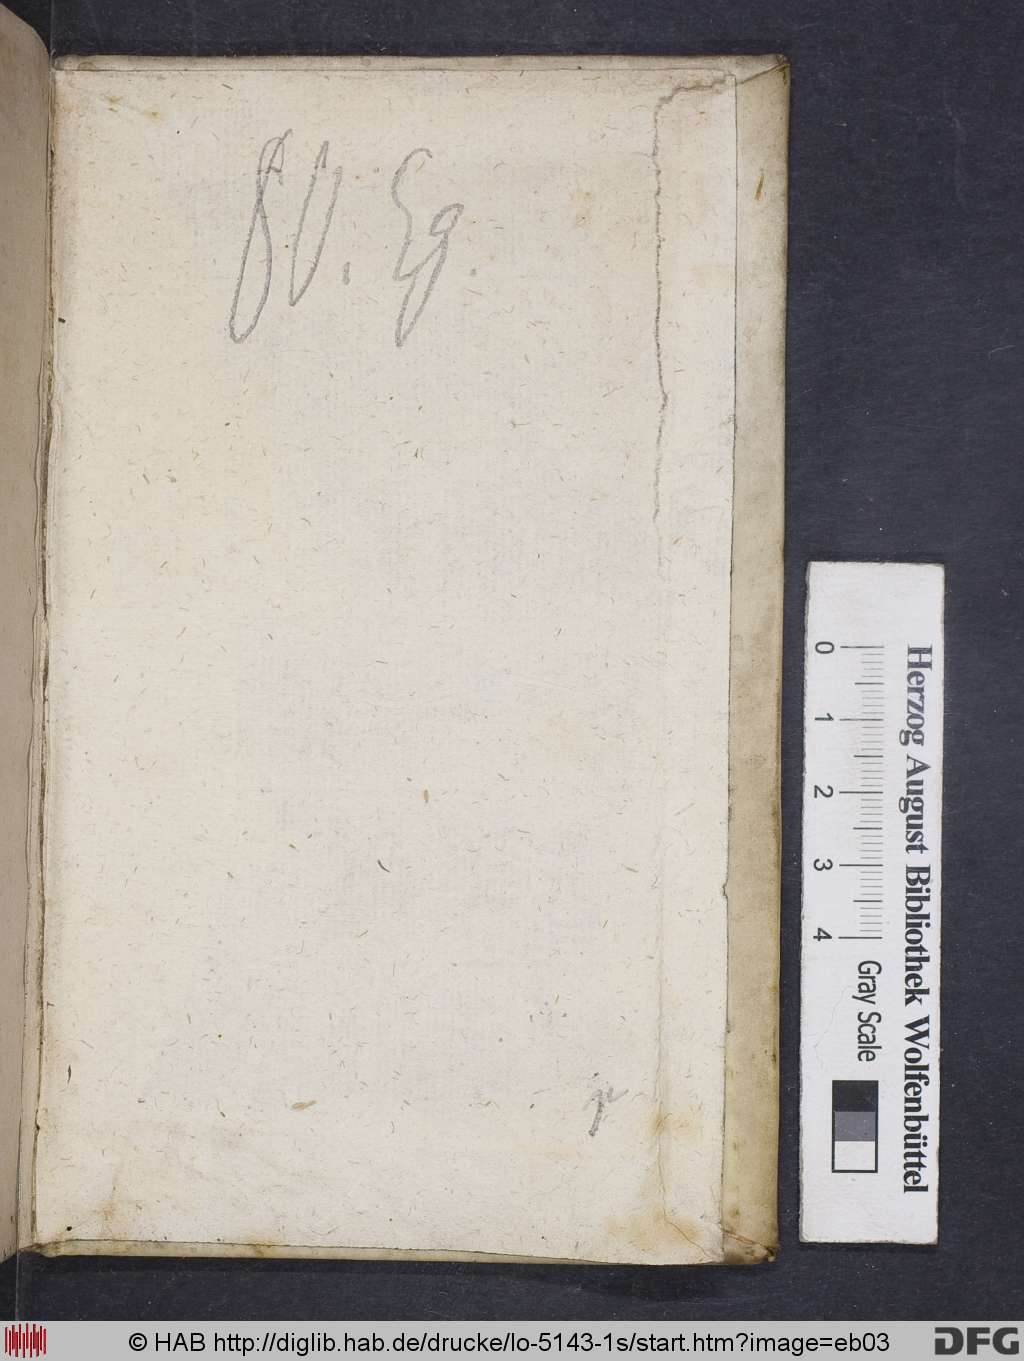 80. Eg.
Herzog August Bibliothek Wolfenbüttel
0 1 2 3 4 Gray Scale
© HAB http://diglib.hab.de/drucke/lo-5143-1s/start.htm?image=eb03
DFG